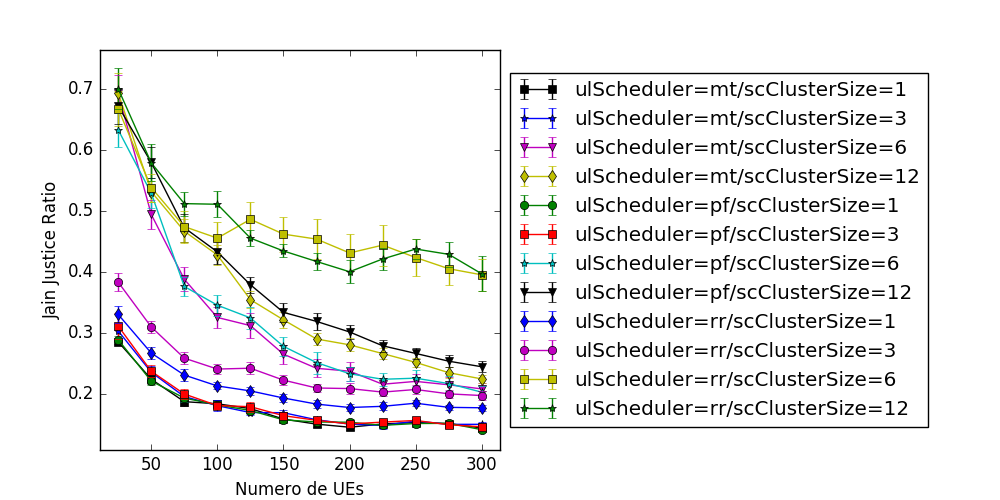 0.7
0.6
0.5
0.4
0.3
0.2
Jain Justice Ratio
50 100 150 200 250 300
Numero de UEs
ulScheduler=mt/scClusterSize=1
ulScheduler=mt/scClusterSize=3
ulScheduler=mt/scClusterSize=6
ulScheduler=mt/scClusterSize=12
ulScheduler=pf/scClusterSize=1
ulScheduler=pf/scClusterSize=3
ulScheduler=pf/scClusterSize=6
ulScheduler=pf/scClusterSize=12
ulScheduler=rr/scClusterSize=1
ulScheduler=rr/scClusterSize=3
ulScheduler=rr/scClusterSize=6
ulScheduler=rr/scClusterSize=12